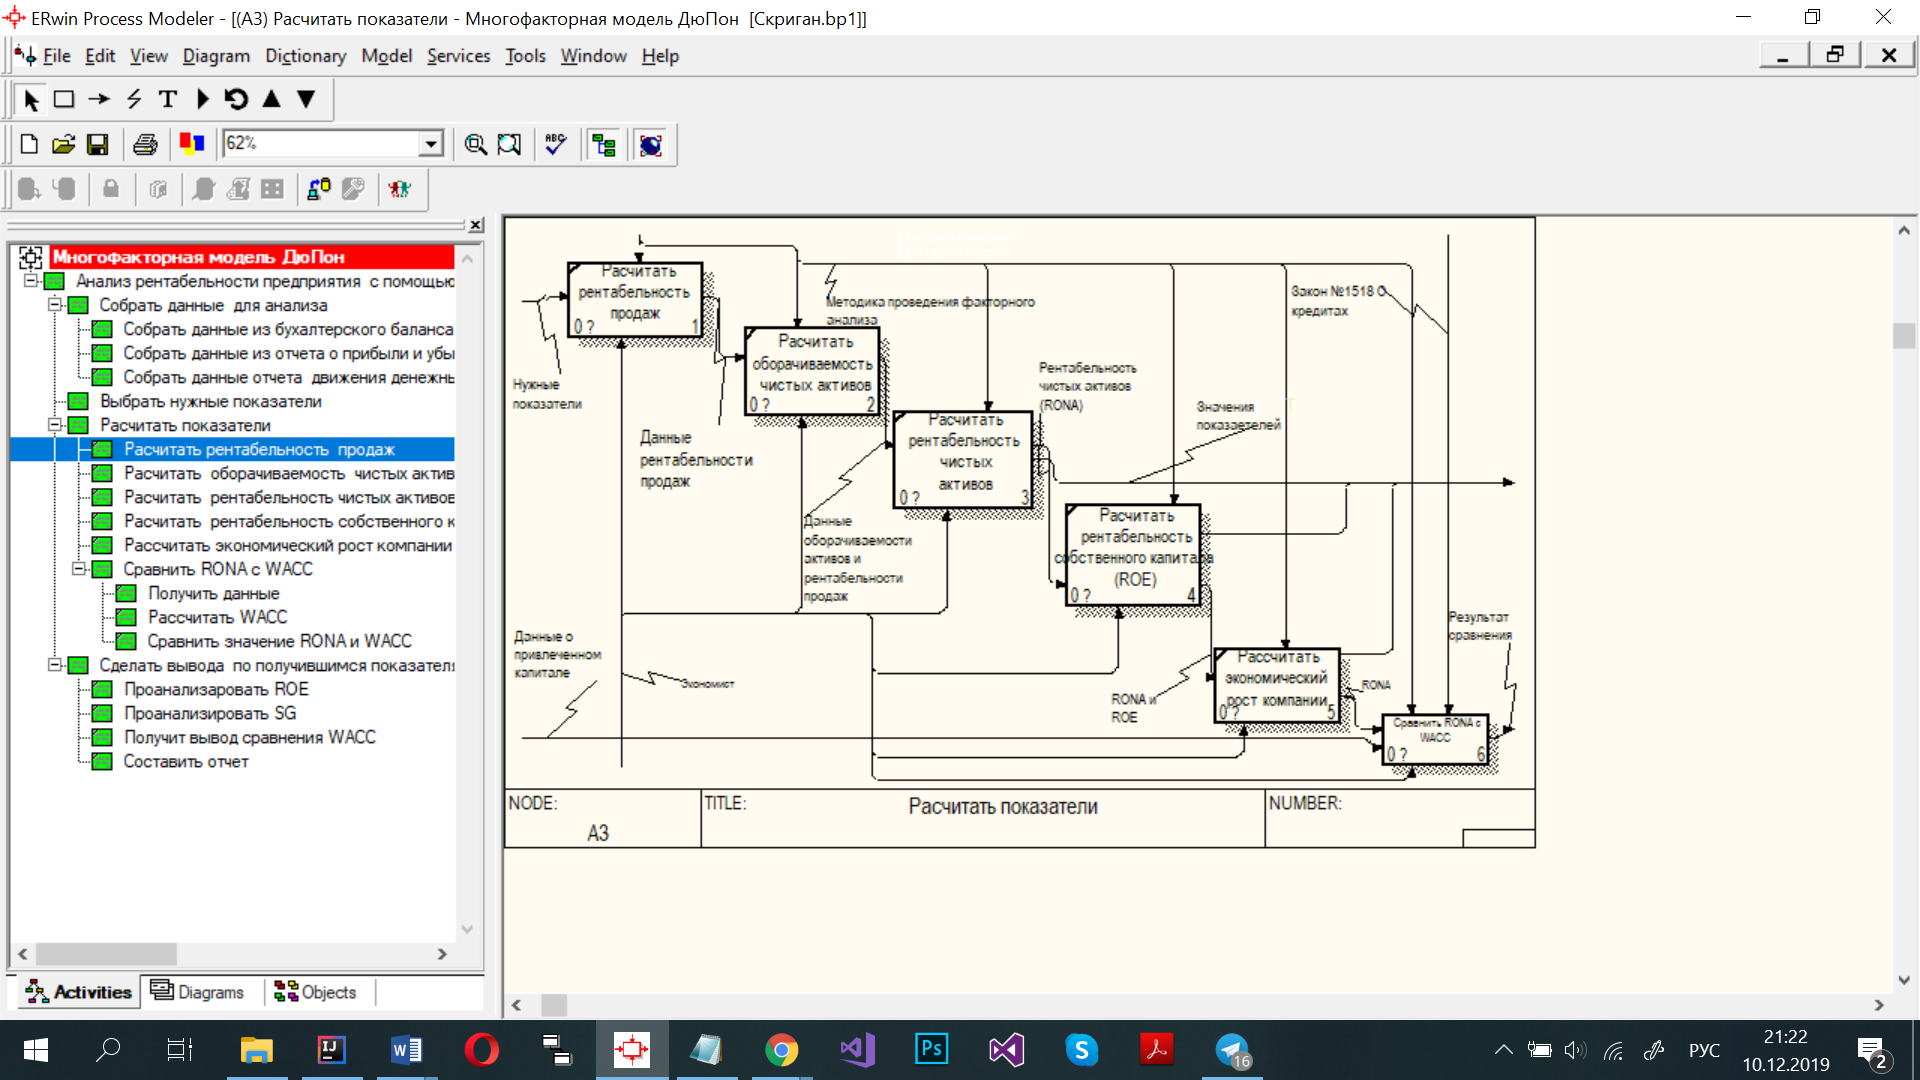 ERwin Process Modeler - [(A3) Расчитать показатели - Многофакторная модель ДюПон  [Скриган.bp1]]
File Edit View Diagram Dictionary Model Services Tools Window Help
62%
Многофакторная модель ДюПон
Анализ рентабельности предприятия с помощью
Собрать данные для анализа
Собрать данные из бухгалтерского баланса
Собрать данные из отчета о прибыли и убы
Собрать данные отчета движения денежнь
Выбрать нужные показатели
Расчитать показатели
Расчитать рентабельность продаж
Расчитать оборачиваемость чистых актив
Расчитать рентабельность чистых активов
Расчитать рентабельность собственного к
Рассчитать экономический рост компании
Сравнить RONA с WACC
Получить данные
Рассчитать WACC
Сравнить значение RONA и WACC
Сделать вывода по получившимся показателя
Проанализаровать ROE
Проанализировать SG
Получит вывод сравнения WACC
Составить отчет
Activities Diagrams Objects
Расчитать
рентабельность
продаж
0 ? 1
Методика проведения факторного
анализа
Закон №1518 О
кредитах
Расчитать
оборачиваемость
чистых активов
0 ? 2
Нужные
показатели
Рентабельность
чистых активов
(RONA)
Значения
показаетелей
Данные
рентабельности
продаж
Расчитать
рентабельность
чистых
активов
0 ? 3
Данные
оборачиваемости
активов и
рентабельности
продаж
Расчитать
рентабельность
собственного капитала
(ROE)
0 ? 4
Данные о
привлеченном
капитале
Экономист
RONA и
ROE
Рассчитать
экономический
рост компании
0 ? 5
RONA
Результат
сравнения
Сравнить RONA с
WACC
0 ? 6
NODE:
A3
TITLE:
Расчитать показатели
NUMBER:
16
РУС
21:22
10.12.2019
2